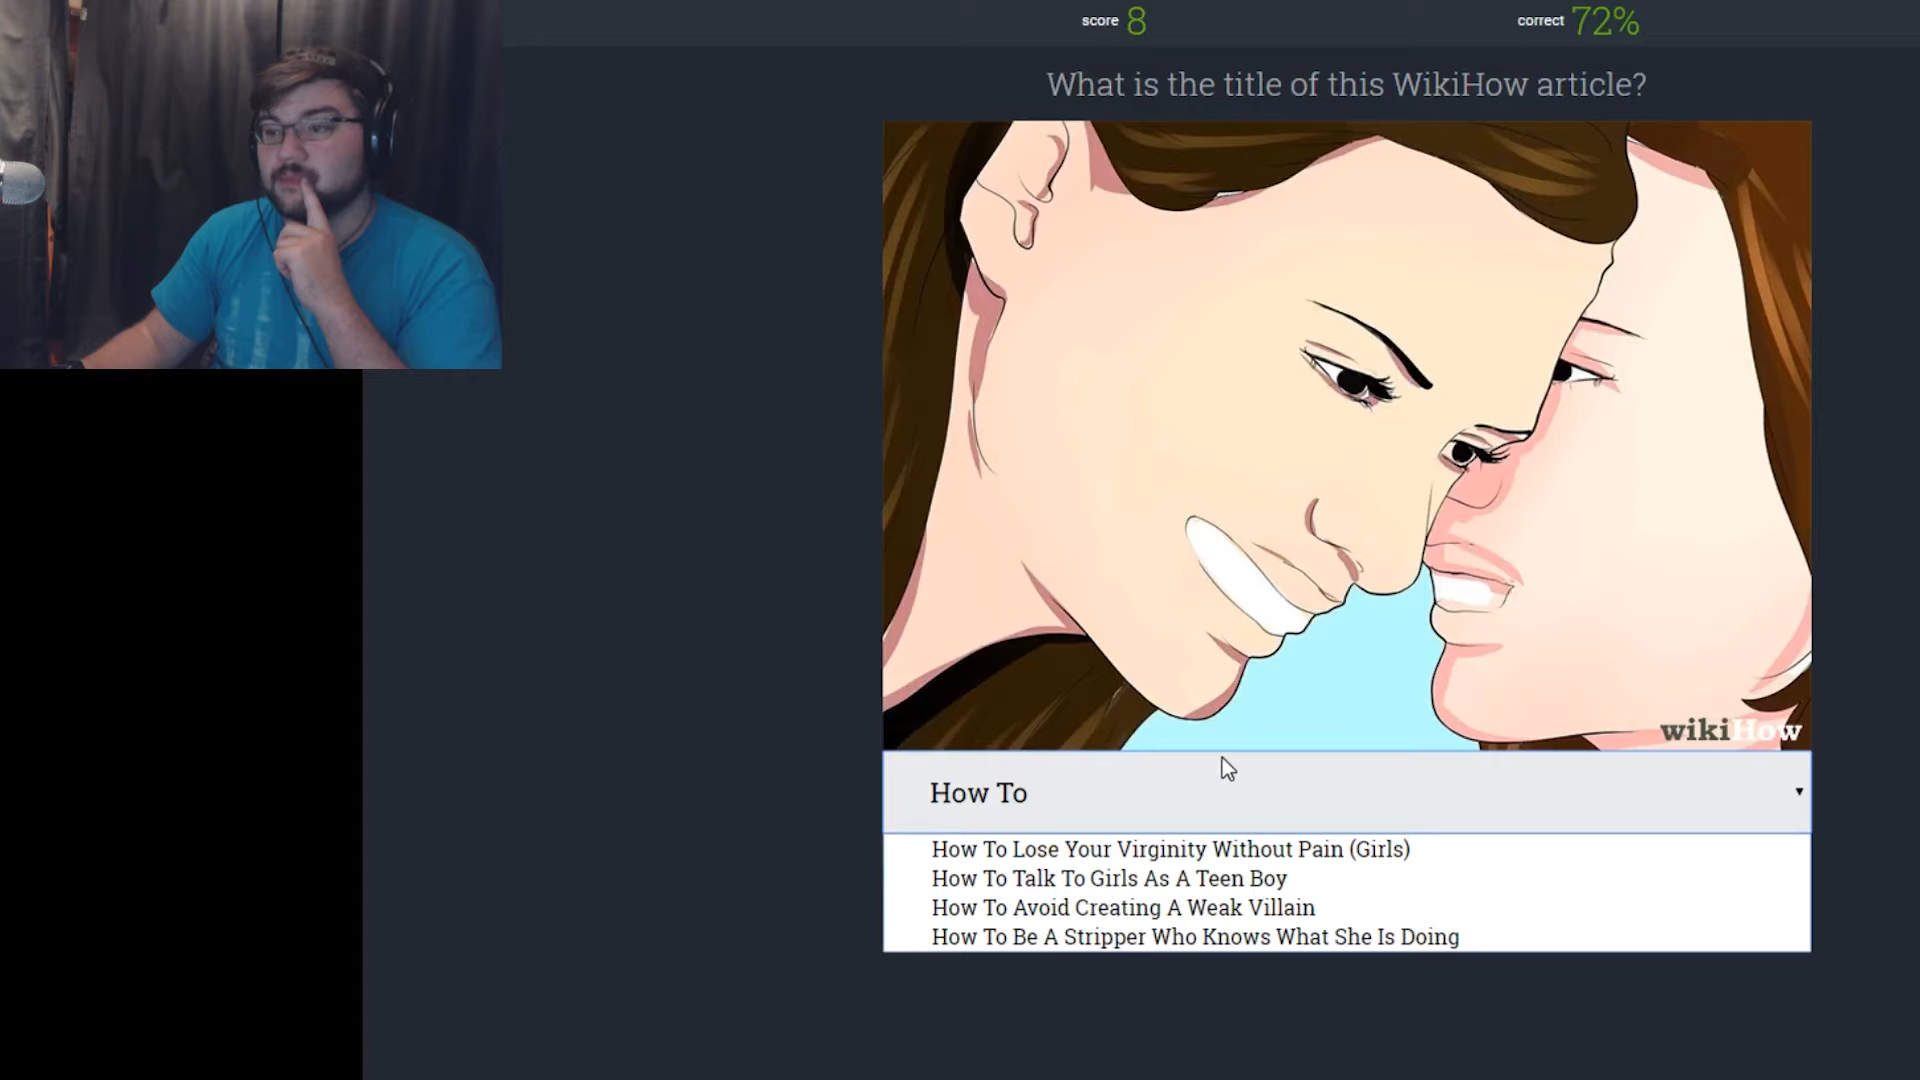 score 8
correct 72%
What is the title of this WikiHow article?
wikiHow
How To
How To Lose Your Virginity Without Pain (Girls)
How To Talk To Girls As A Teen Boy
How To Avoid Creating A Weak Villain
How To Be A Stripper Who Knows What She Is Doing